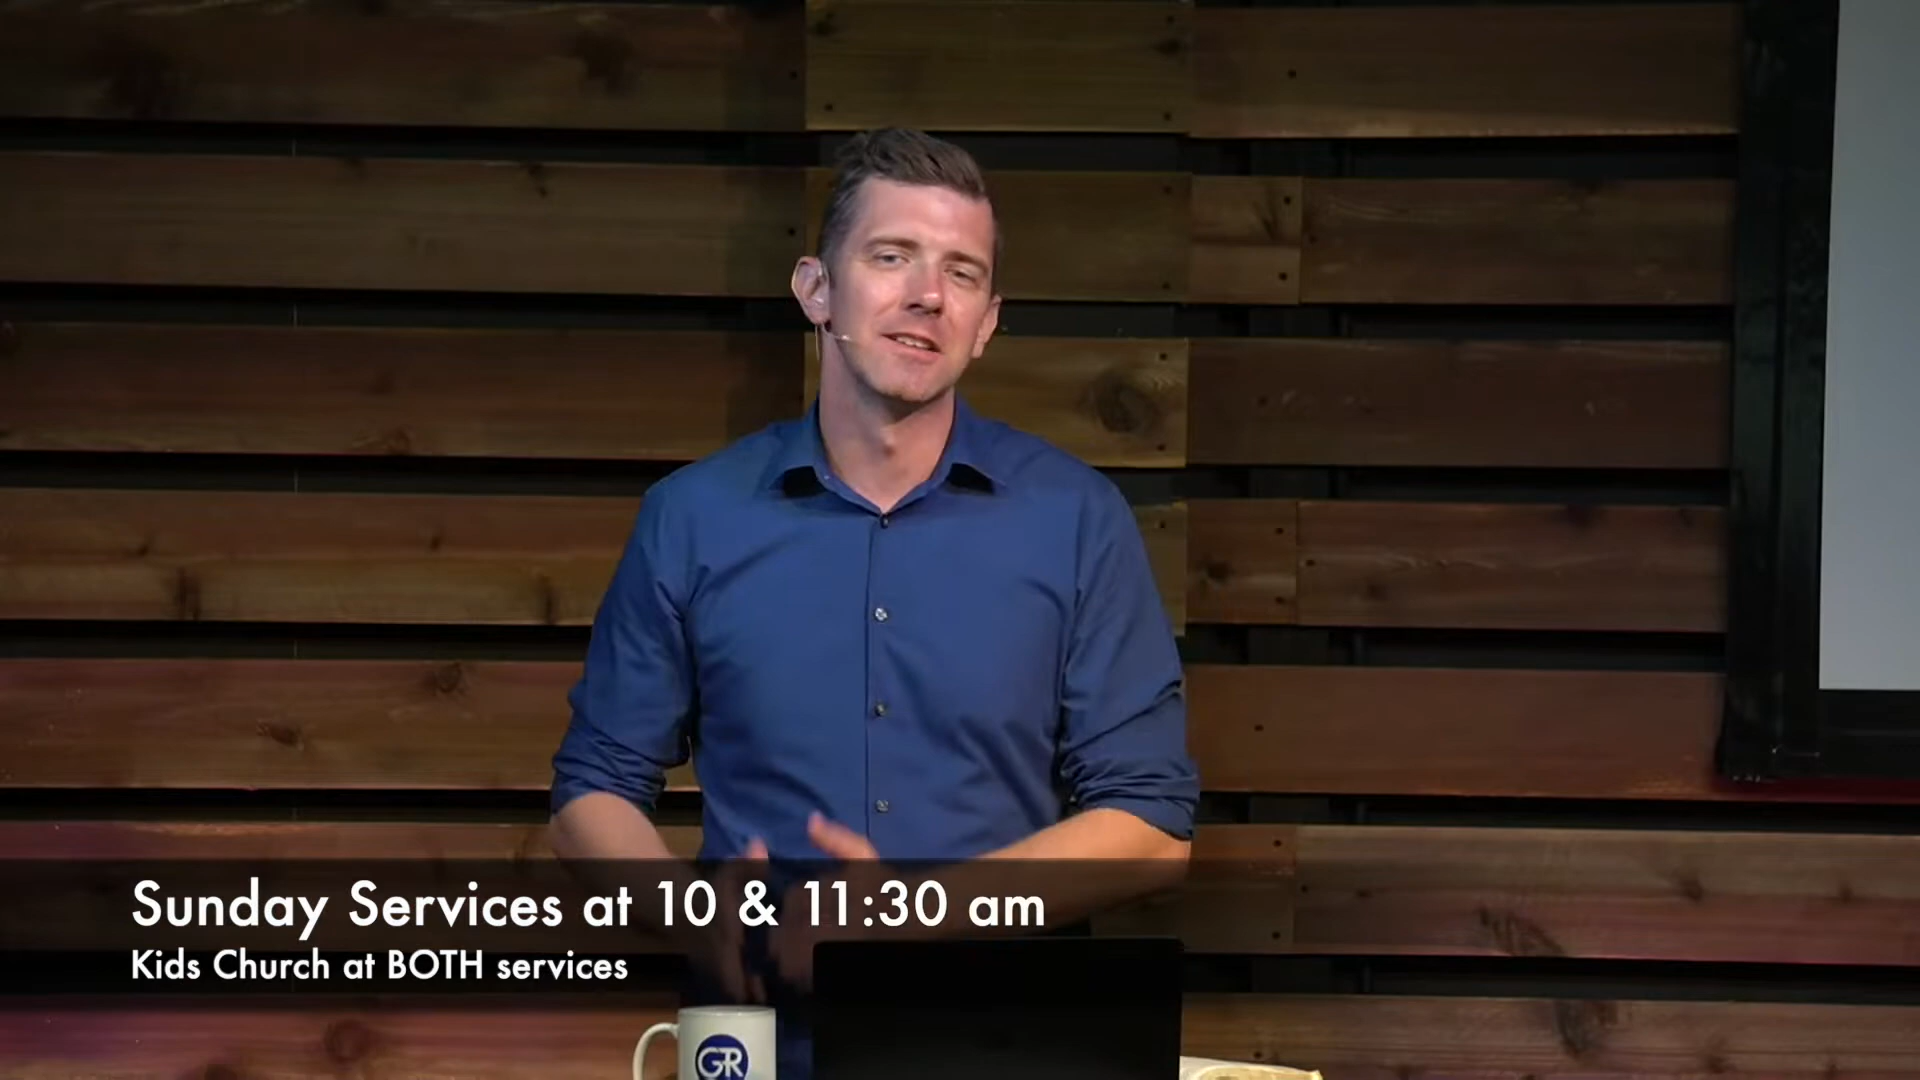 Sunday Services at 10 & 11:30 am
Kids Church at BOTH services
GR